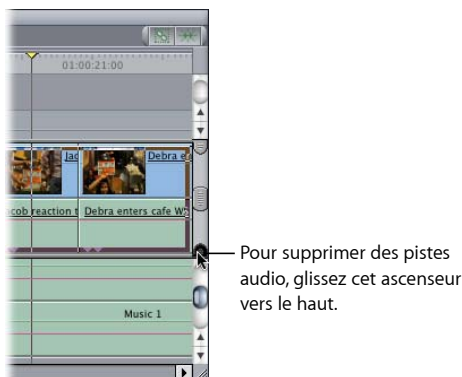 01:00:21:00
Jac
Debra e
cob reaction t
Debra enters cafe W
Pour supprimer des pistes
audio, glissez cet ascenseur
vers le haut.
Music 1